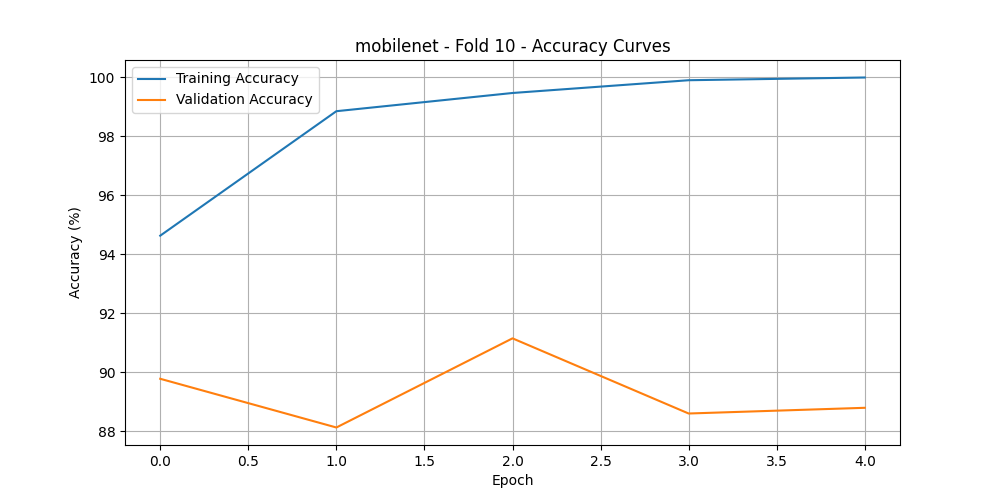 mobilenet - Fold 10 - Accuracy Curves
Training Accuracy
Validation Accuracy
Accuracy (%)
100
98
96
94
92
90
88
0.0 0.5 1.0 1.5 2.0 2.5 3.0 3.5 4.0
Epoch